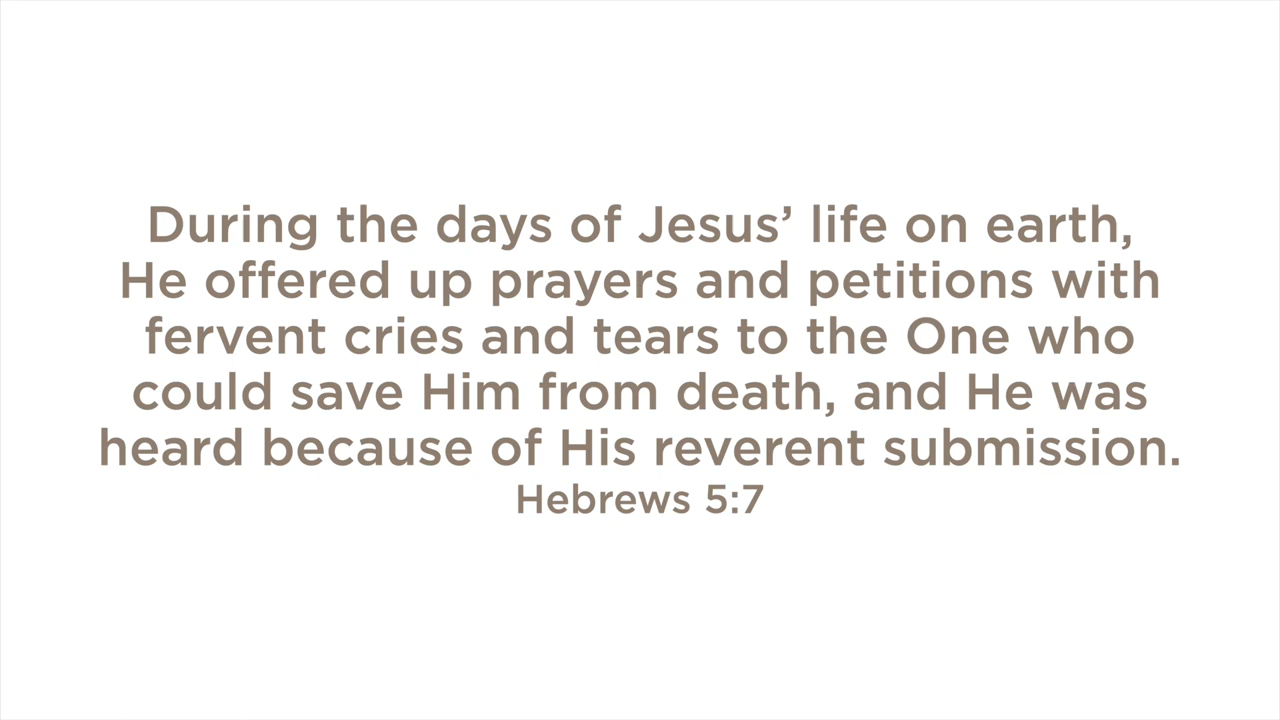 During the days of Jesus’ life on earth,
He offered up prayers and petitions with
fervent cries and tears to the One who
could save Him from death, and He was
heard because of His reverent submission.
Hebrews 5:7